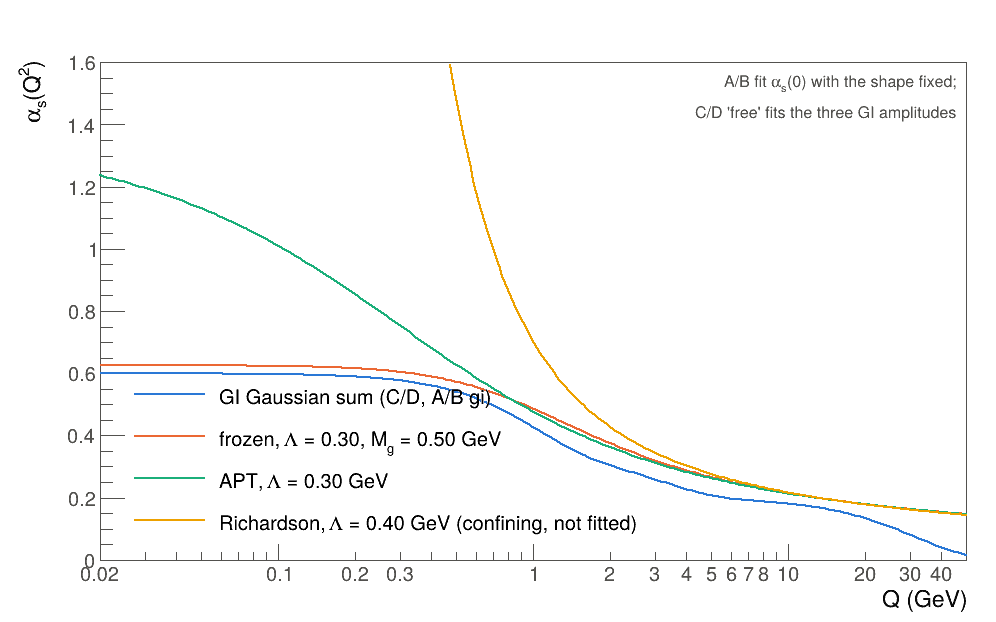 α_s(Q²)
1.6
1.4
1.2
1
0.8
0.6
0.4
0.2
0
A/B fit α_s(0) with the shape fixed;
C/D 'free' fits the three GI amplitudes
GI Gaussian sum (C/D, A/B gi)
frozen, Λ = 0.30, M_g = 0.50 GeV
APT, Λ = 0.30 GeV
Richardson, Λ = 0.40 GeV (confining, not fitted)
0.02 0.1 0.2 0.3 1 2 3 4 5 6 7 8 10 20 30 40
Q (GeV)